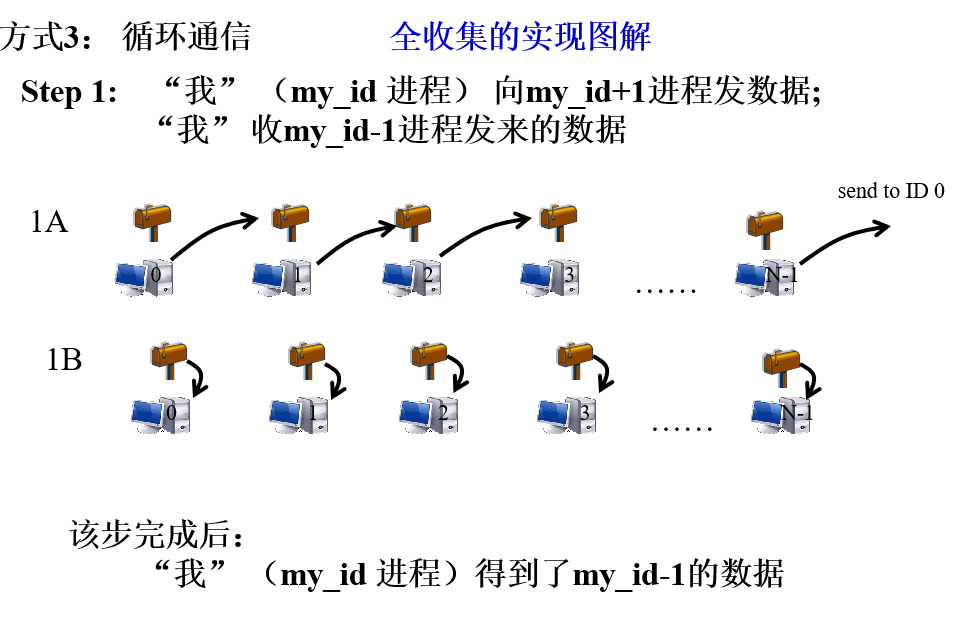 方式3： 循环通信 全收集的实现图解
Step 1: “我” （my_id 进程） 向my_id+1进程发数据;
“我” 收my_id-1进程发来的数据
send to ID 0
1A
0 1 2 3 …… N-1
1B
0 1 2 3 …… N-1
该步完成后：
“我” （my_id 进程）得到了my_id-1的数据